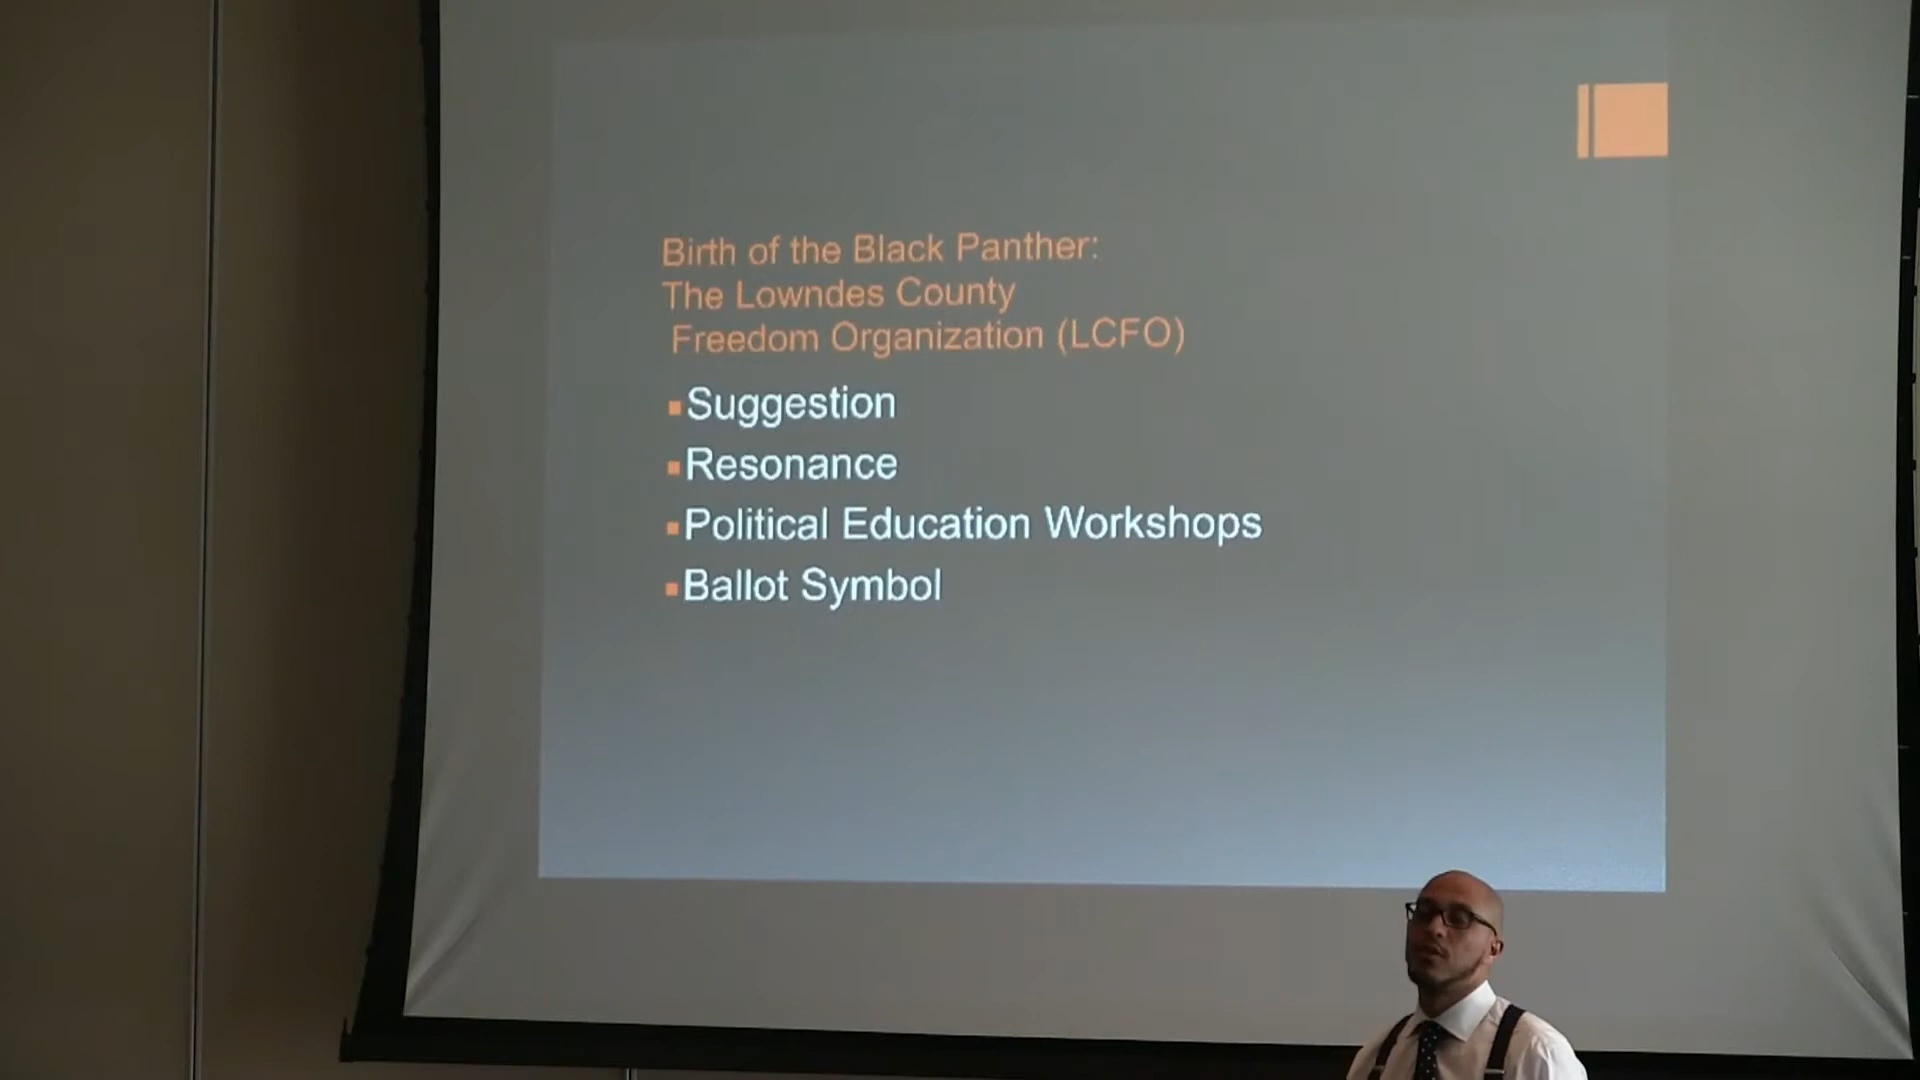 Birth of the Black Panther:
The Lowndes County
Freedom Organization (LCFO)
Suggestion
Resonance
Political Education Workshops
Ballot Symbol